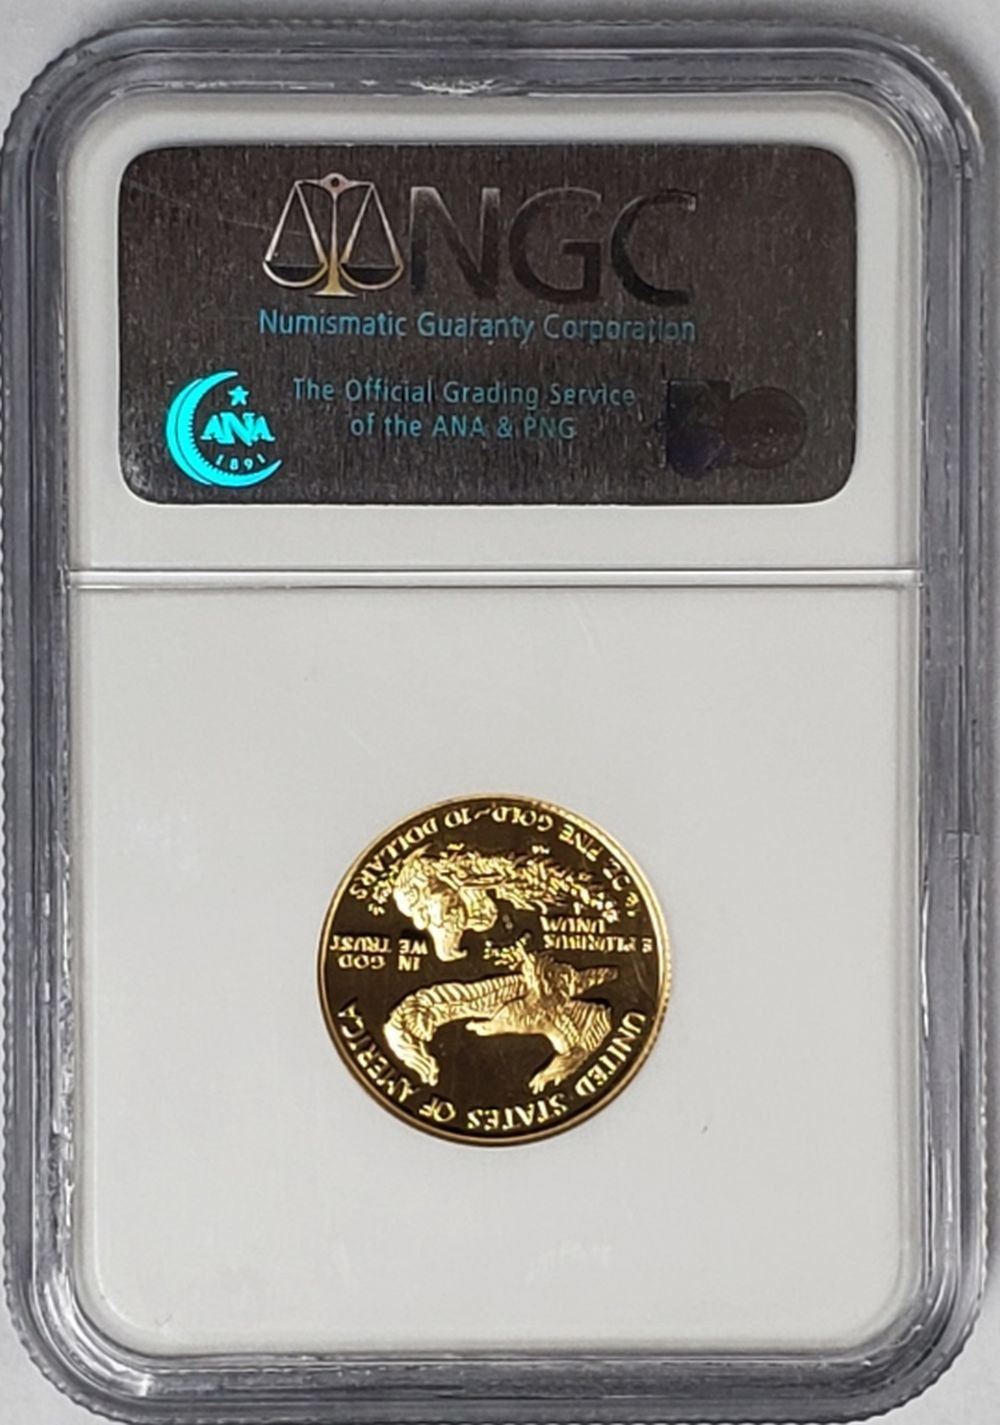 NGC
Numismatic Guaranty Corporation
The Official Grading Service
of the ANA & PNG
ANA
1891
UNITED STATES OF AMERICA
IN GOD
WE TRUST
E PLURIBUS
UNUM
¼ OZ. FINE GOLD~10 DOLLARS